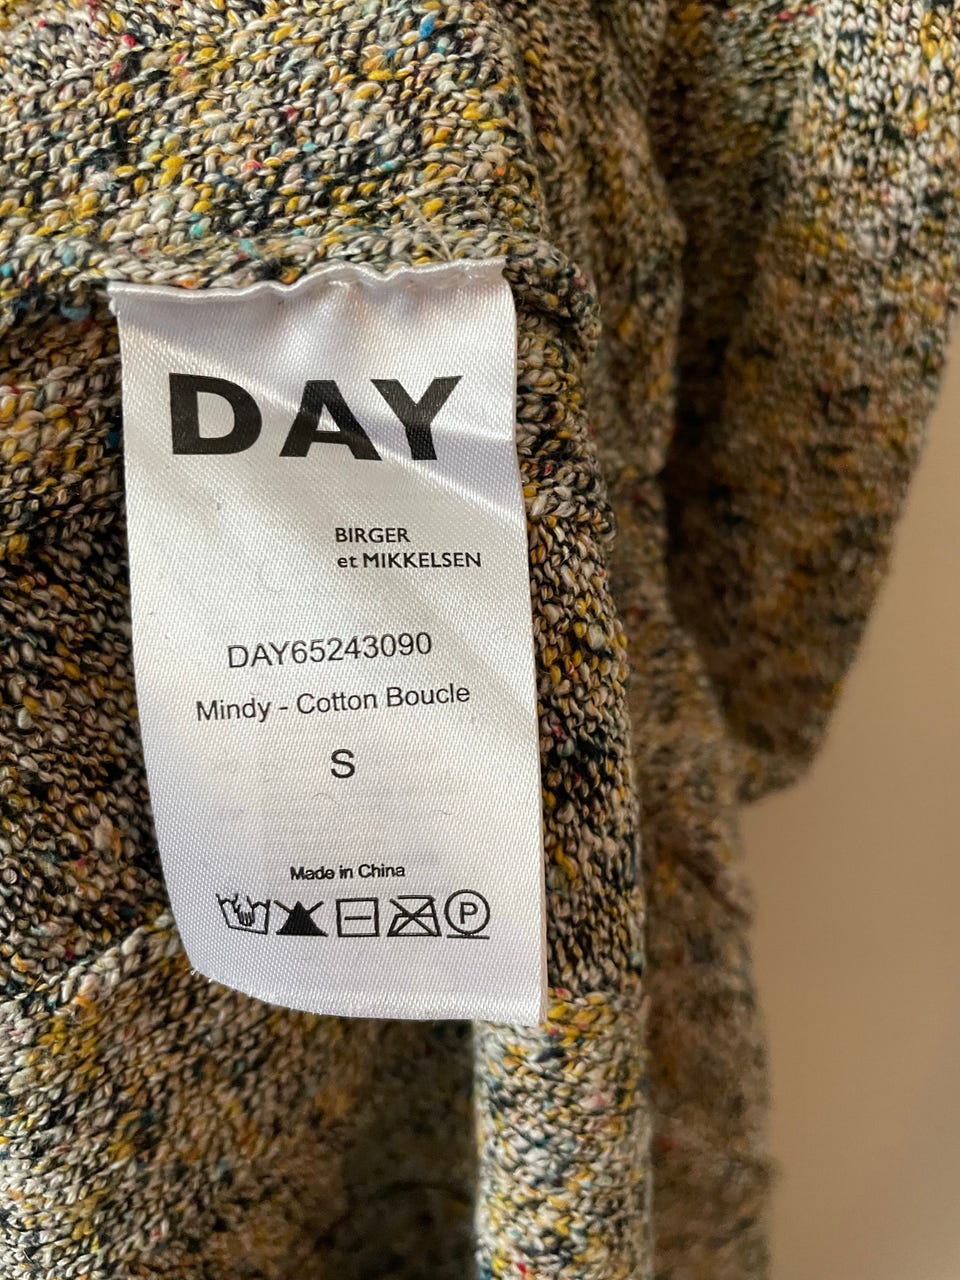 DAY
BIRGER
et MIKKELSEN
DAY65243090
Mindy - Cotton Boucle
S
Made in China
P